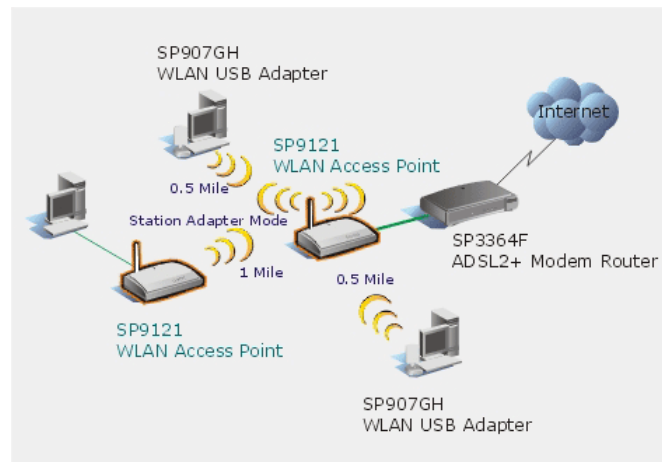 SP907GH
WLAN USB Adapter
Internet
SP9121
WLAN Access Point
0.5 Mile
Station Adapter Mode
SP3364F
ADSL2+ Modem Router
1 Mile
0.5 Mile
SP9121
WLAN Access Point
SP907GH
WLAN USB Adapter